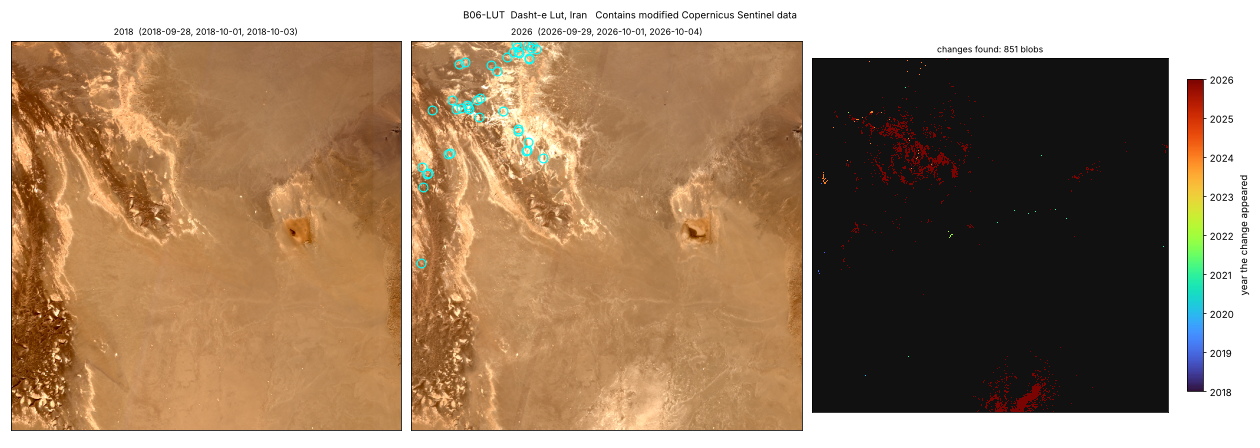 B06-LUT  Dasht-e Lut, Iran   Contains modified Copernicus Sentinel data
2018  (2018-09-28, 2018-10-01, 2018-10-03)
2026  (2026-09-29, 2026-10-01, 2026-10-04)
changes found: 851 blobs
2026
2025
2024
2023
2022
2021
2020
2019
2018
year the change appeared